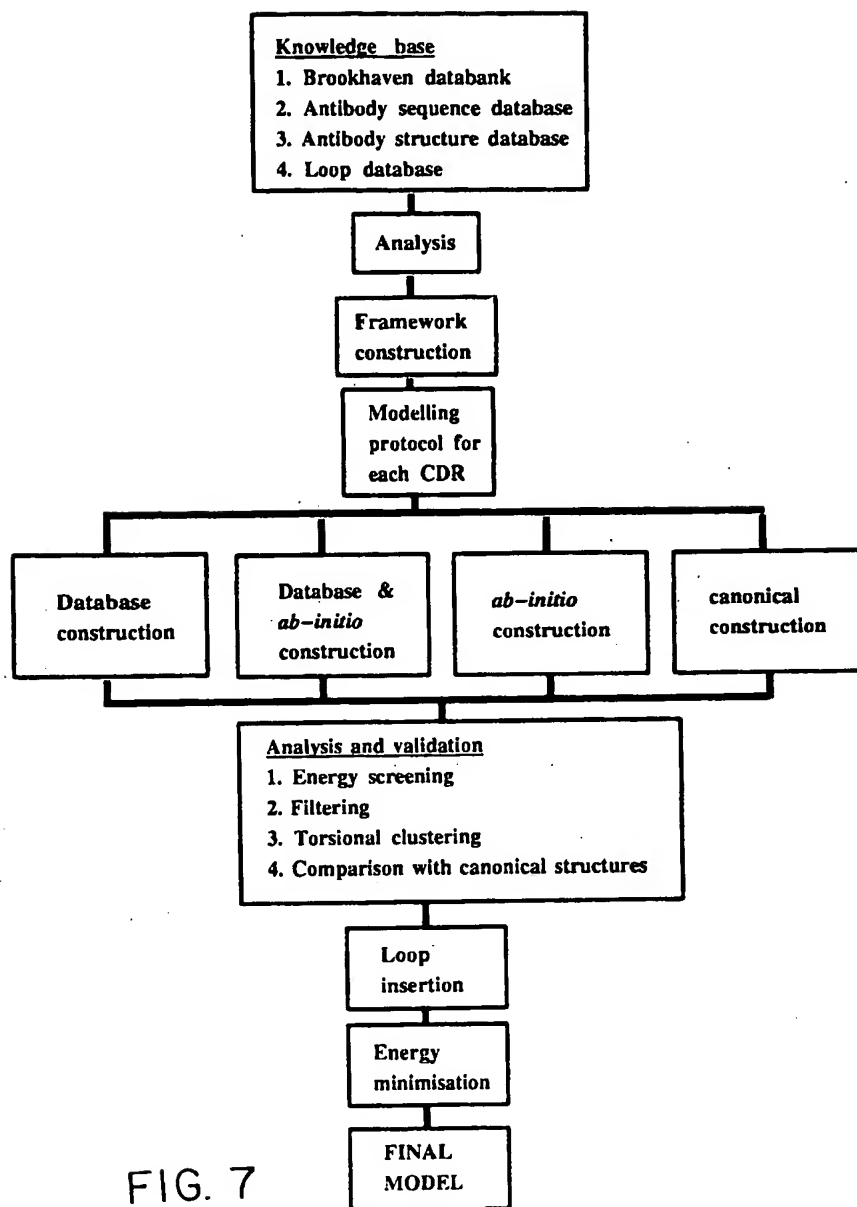 Knowledge base
1. Brookhaven databank
2. Antibody sequence database
3. Antibody structure database
4. Loop database
Analysis
Framework
construction
Modelling
protocol for
each CDR
Database
construction
Database &
ab-initio
construction
ab-initio
construction
canonical
construction
Analysis and validation
1. Energy screening
2. Filtering
3. Torsional clustering
4. Comparison with canonical structures
Loop
insertion
Energy
minimisation
FINAL
MODEL
FIG. 7